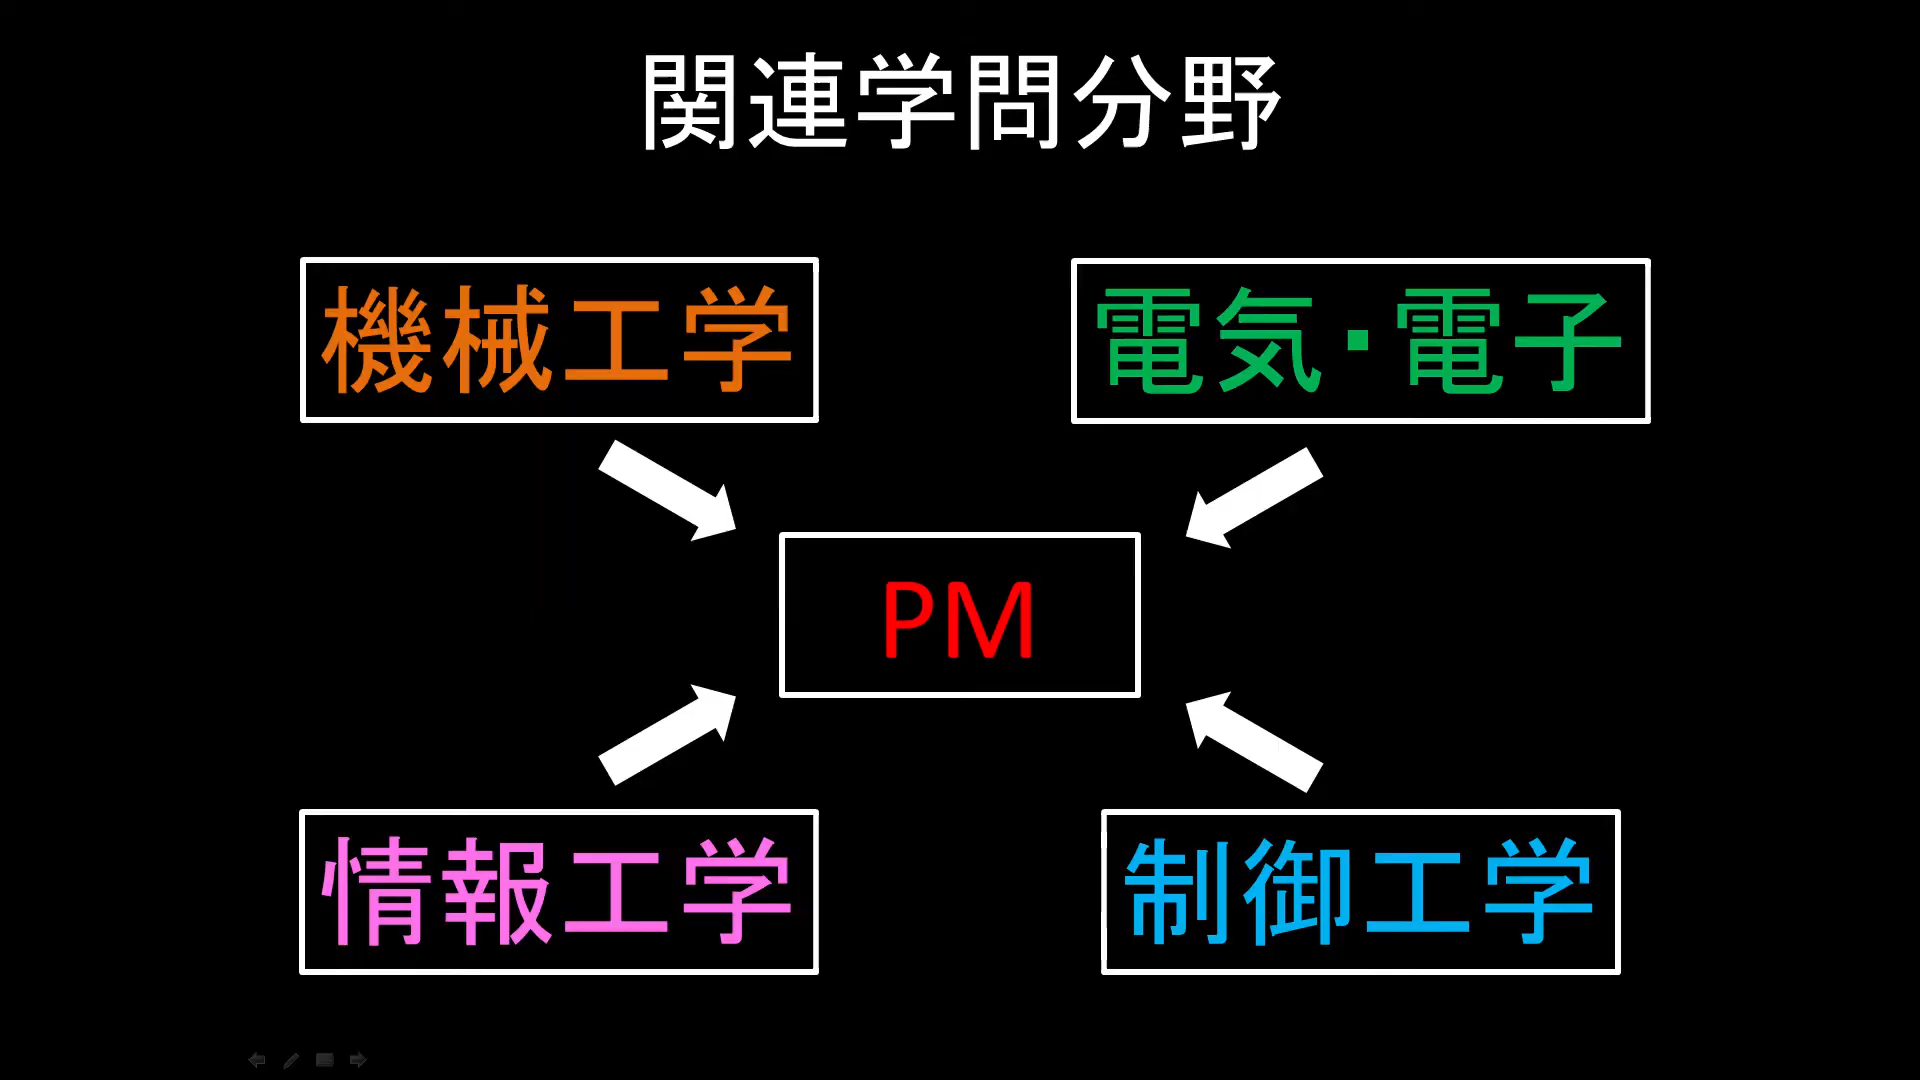 関連学問分野
機械工学
電気・電子
PM
情報工学
制御工学